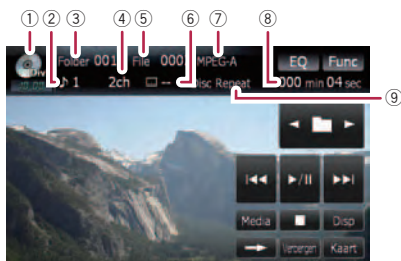 ① ② ③ ④ ⑤ ⑥ ⑦ ⑧
Folder 001 File 000 MPEG-A EQ Func
1 2ch -- Disc Repeat 000 min 04 sec
⑨
Media Disp
Verbergen Kaart